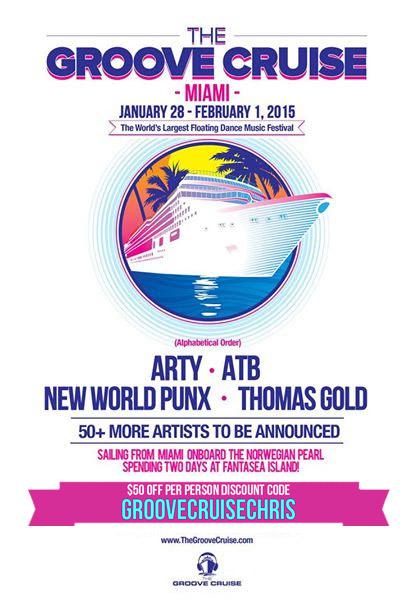 THE
GROOVE CRUISE
- MIAMI -
JANUARY 28 - FEBRUARY 1, 2015
The World's Largest Floating Dance Music Festival
(Alphabetical Order)
ARTY • ATB
NEW WORLD PUNX • THOMAS GOLD
50+ MORE ARTISTS TO BE ANNOUNCED
SAILING FROM MIAMI ONBOARD THE NORWEGIAN PEARL
SPENDING TWO DAYS AT FANTASEA ISLAND!
$50 OFF PER PERSON DISCOUNT CODE
GROOVECRUISECHRIS
www.TheGrooveCruise.com
THE
GROOVE CRUISE